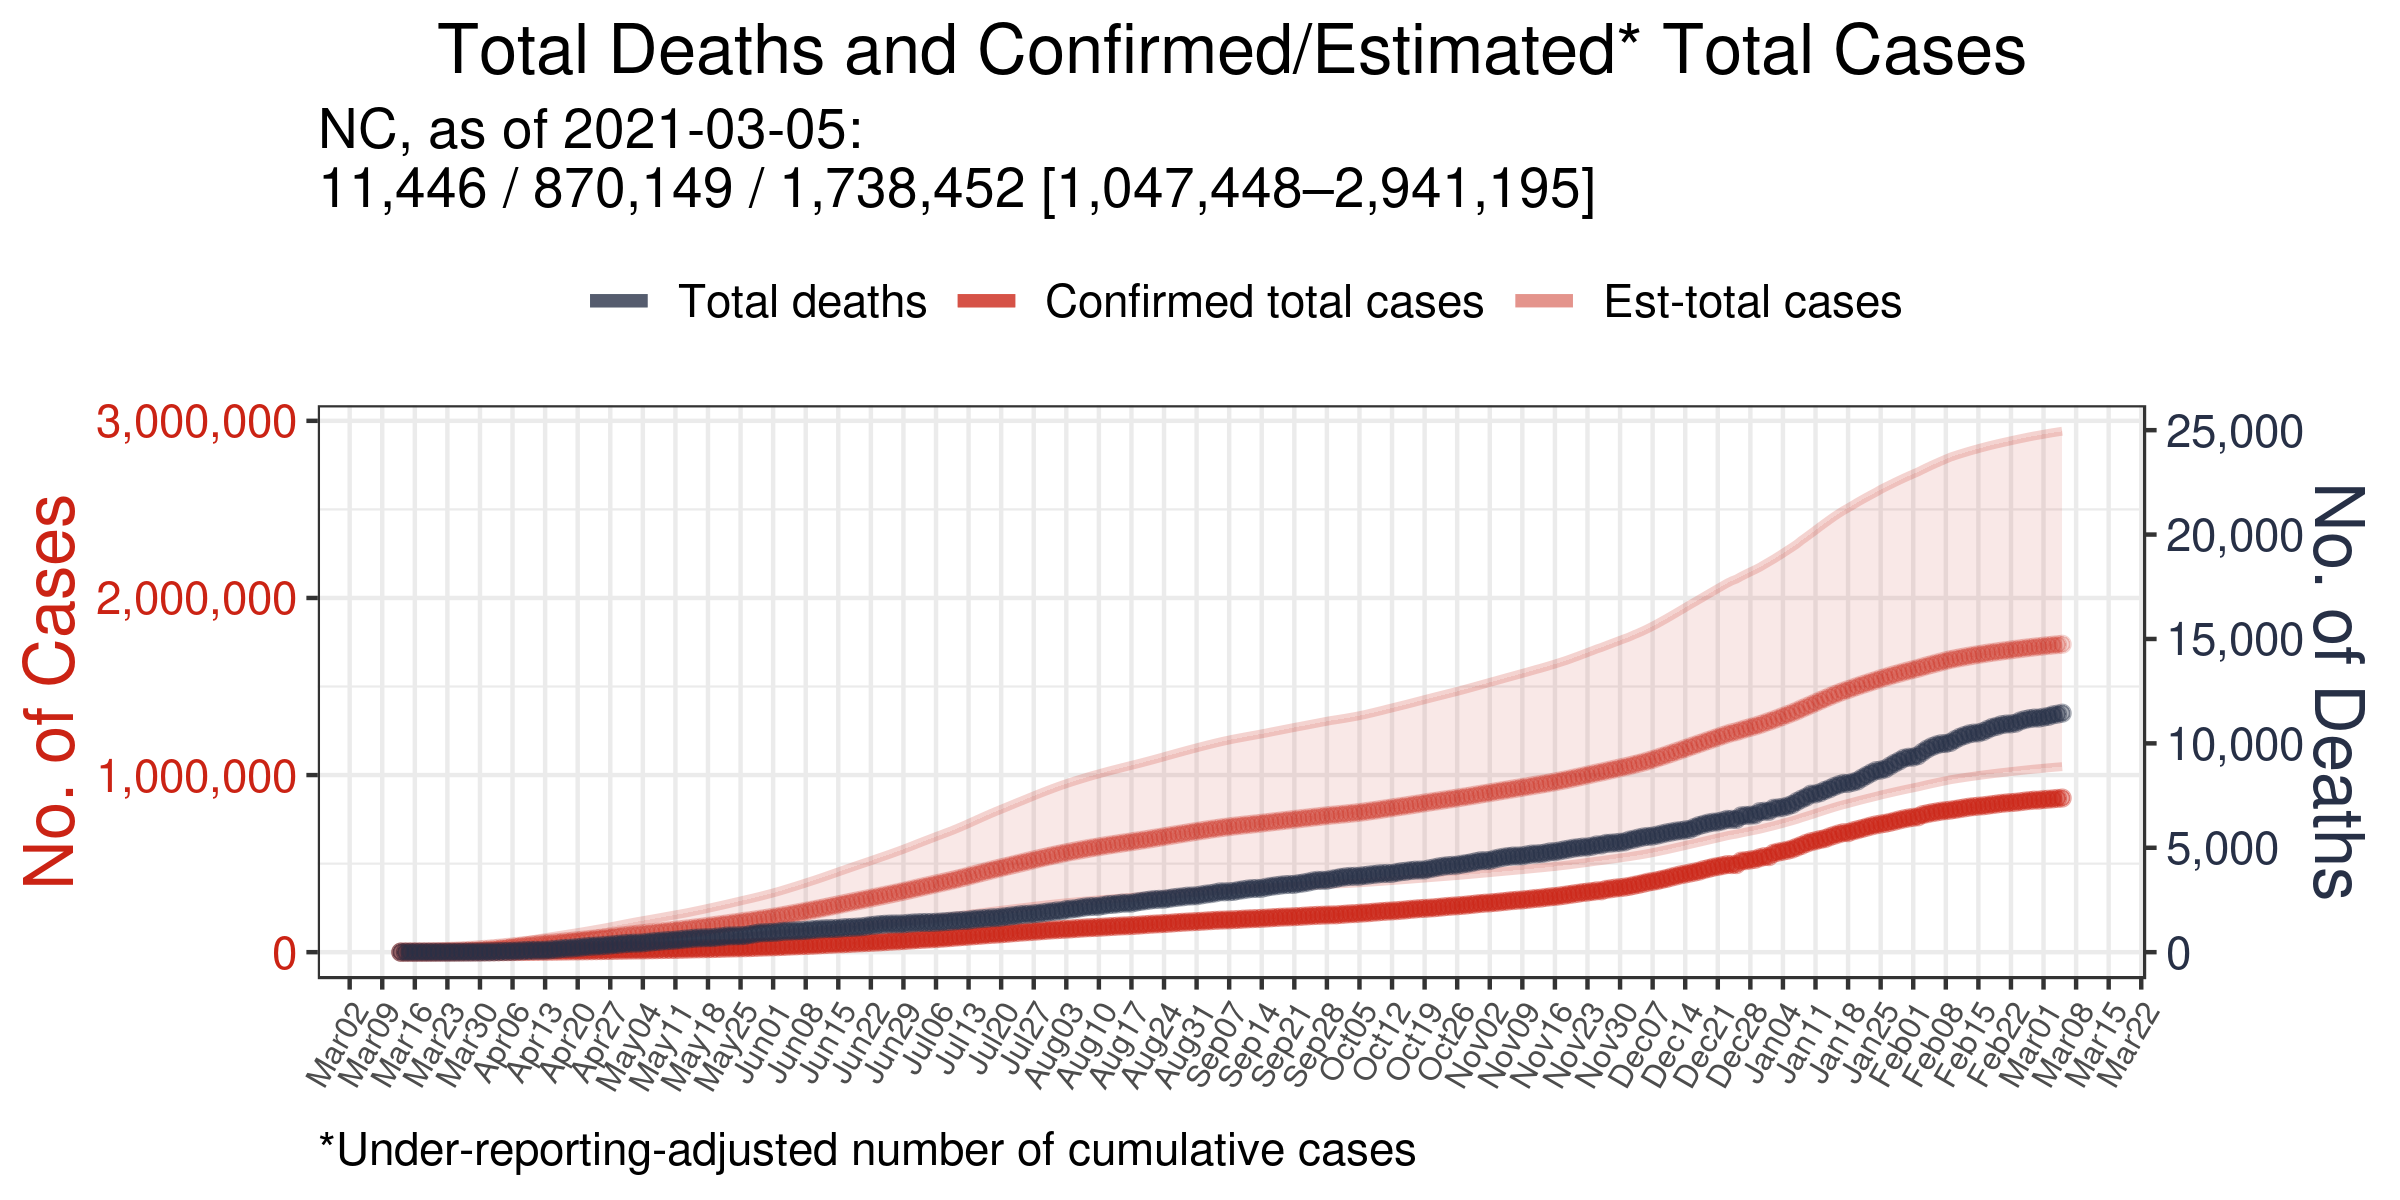 Total Deaths and Confirmed/Estimated* Total Cases
NC, as of 2021-03-05:
11,446 / 870,149 / 1,738,452 [1,047,448–2,941,195]
Total deaths
Confirmed total cases
Est-total cases
No. of Cases
3,000,000
2,000,000
1,000,000
0
25,000
20,000
15,000
10,000
5,000
0
No. of Deaths
Mar02
Mar09
Mar16
Mar23
Mar30
Apr06
Apr13
Apr20
Apr27
May04
May11
May18
May25
Jun01
Jun08
Jun15
Jun22
Jun29
Jul06
Jul13
Jul20
Jul27
Aug03
Aug10
Aug17
Aug24
Aug31
Sep07
Sep14
Sep21
Sep28
Oct05
Oct12
Oct19
Oct26
Nov02
Nov09
Nov16
Nov23
Nov30
Dec07
Dec14
Dec21
Dec28
Jan04
Jan11
Jan18
Jan25
Feb01
Feb08
Feb15
Feb22
Mar01
Mar08
Mar15
Mar22
*Under-reporting-adjusted number of cumulative cases